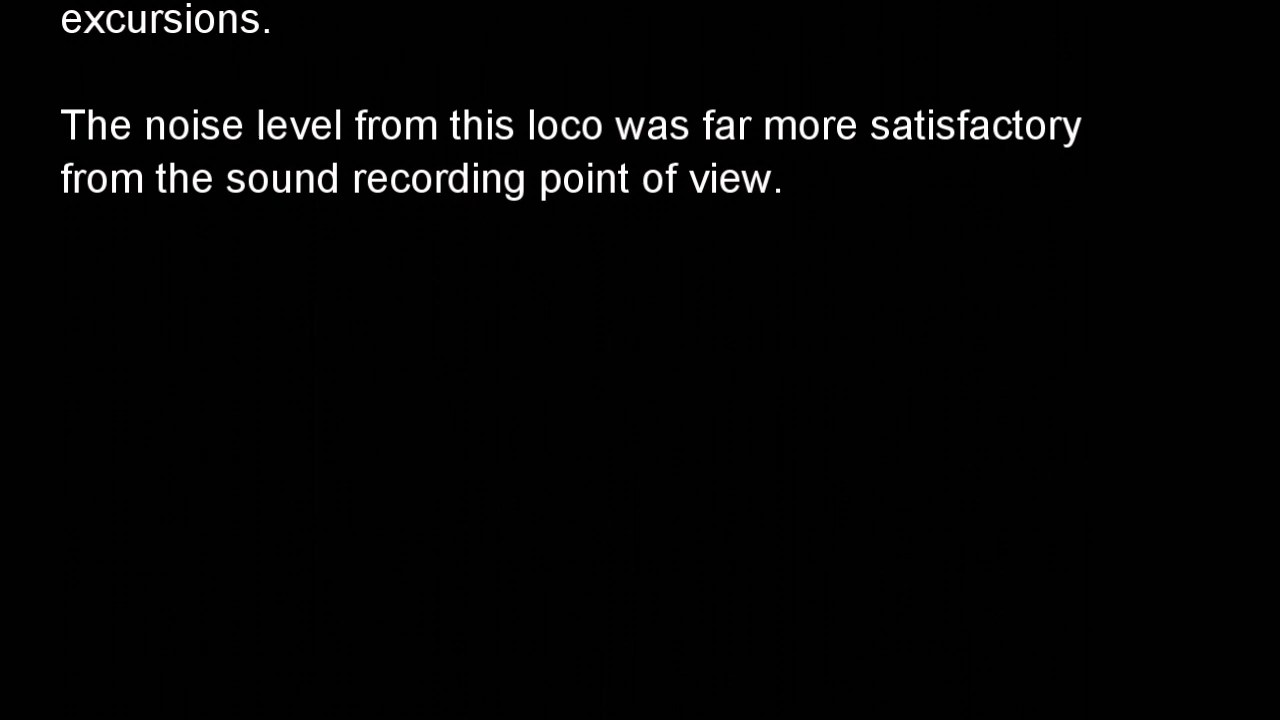 excursions.
The noise level from this loco was far more satisfactory
from the sound recording point of view.